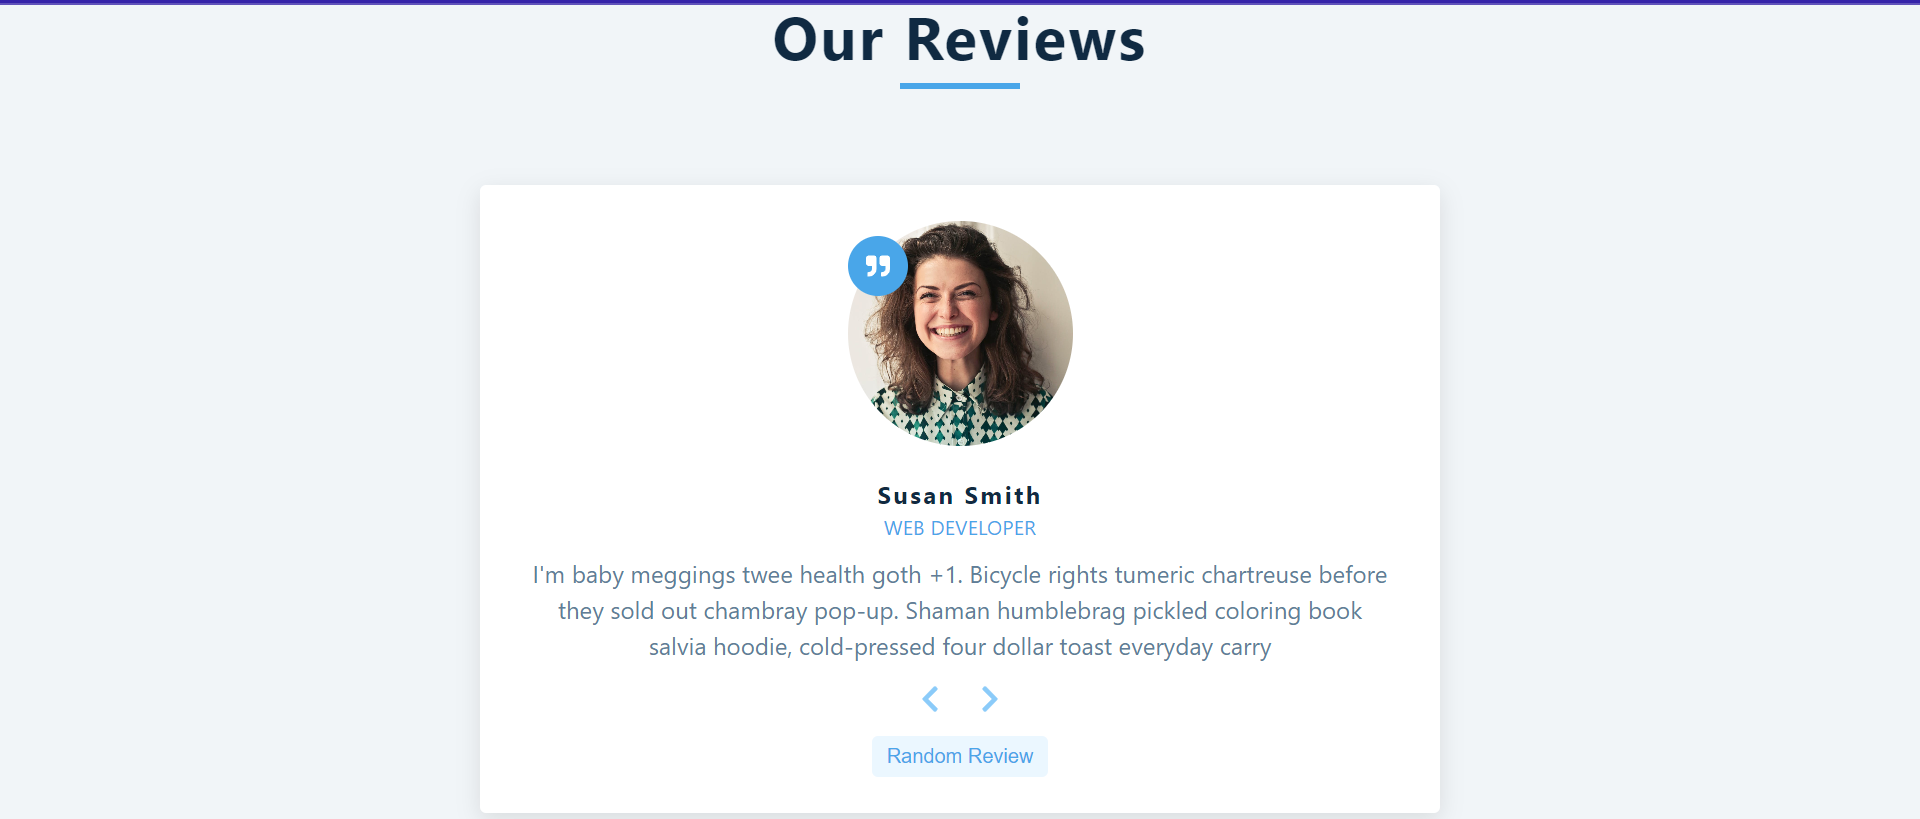 Our Reviews
Susan Smith
WEB DEVELOPER
I'm baby meggings twee health goth +1. Bicycle rights tumeric chartreuse before
they sold out chambray pop-up. Shaman humblebrag pickled coloring book
salvia hoodie, cold-pressed four dollar toast everyday carry
Random Review